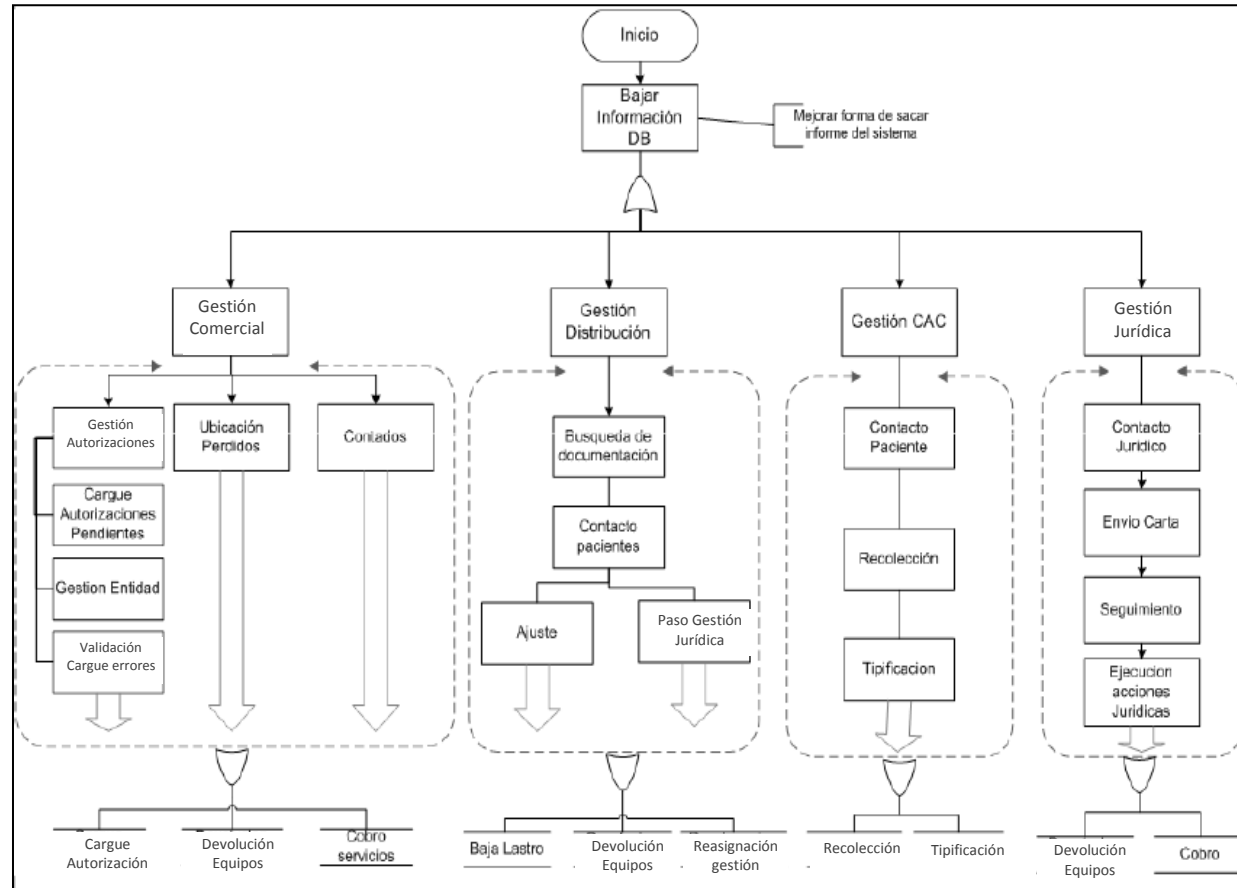 Inicio
Bajar
Información
DB
Mejorar forma de sacar
informe del sistema
Gestión
Comercial
Gestión
Distribución
Gestión CAC
Gestión
Jurídica
Gestión
Autorizaciones
Ubicación
Perdidos
Contados
Cargue
Autorizaciones
Pendientes
Gestion Entidad
Validación
Cargue errores
Busqueda de
documentación
Contacto
pacientes
Ajuste
Paso Gestión
Jurídica
Contacto
Paciente
Recolección
Tipificacion
Contacto
Jurídico
Envio Carta
Seguimiento
Ejecucion
acciones
Juridicas
Cargue
Autorización
Devolución
Equipos
Cobro
servicios
Baja Lastro
Devolución
Equipos
Reasignación
gestión
Recolección
Tipificación
Devolución
Equipos
Cobro